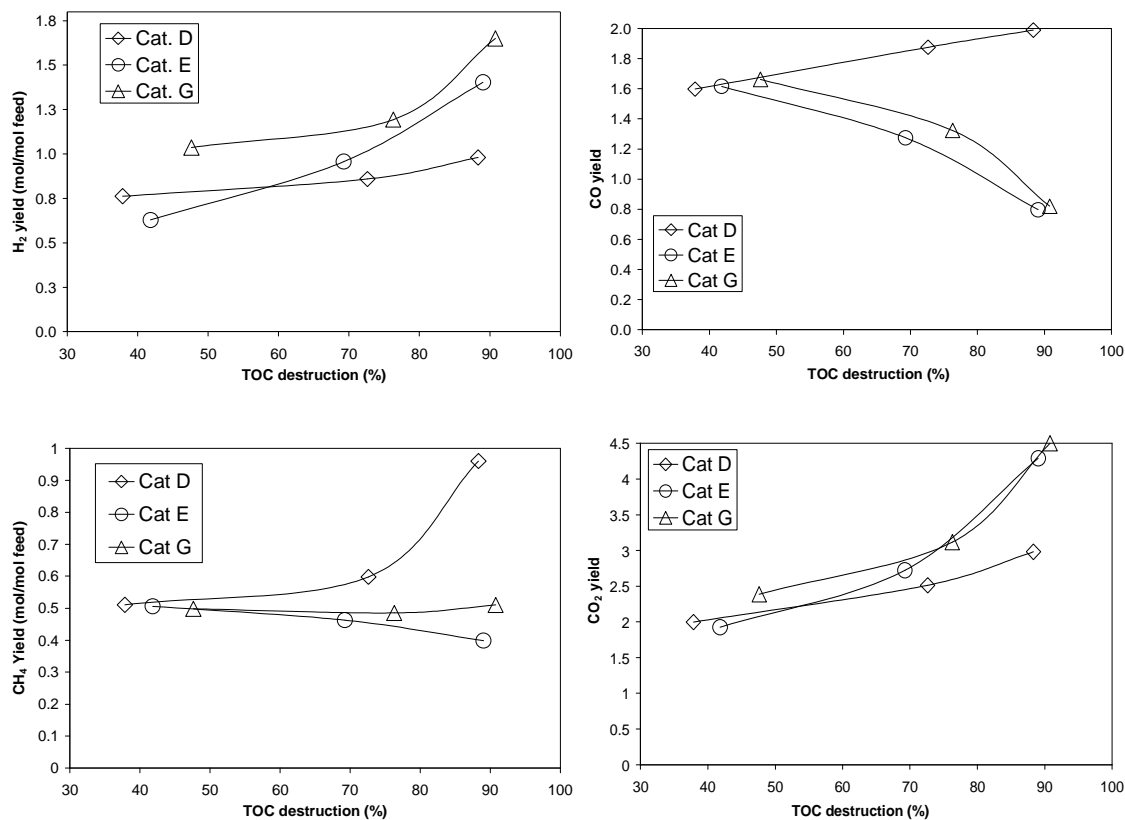 H2 yield (mol/mol feed)
1.8
1.5
1.3
1.0
0.8
0.5
0.3
0.0
Cat. D
Cat. E
Cat. G
30 40 50 60 70 80 90 100
TOC destruction (%)
CO yield
2.0
1.8
1.6
1.4
1.2
1.0
0.8
0.6
0.4
0.2
0.0
Cat D
Cat E
Cat G
30 40 50 60 70 80 90 100
TOC destruction (%)
CH4 Yield (mol/mol feed)
1
0.9
0.8
0.7
0.6
0.5
0.4
0.3
0.2
0.1
0
Cat D
Cat E
Cat G
30 40 50 60 70 80 90 100
TOC destruction (%)
CO2 yield
4.5
4
3.5
3
2.5
2
1.5
1
0.5
0
Cat D
Cat E
Cat G
30 40 50 60 70 80 90 100
TOC destruction (%)